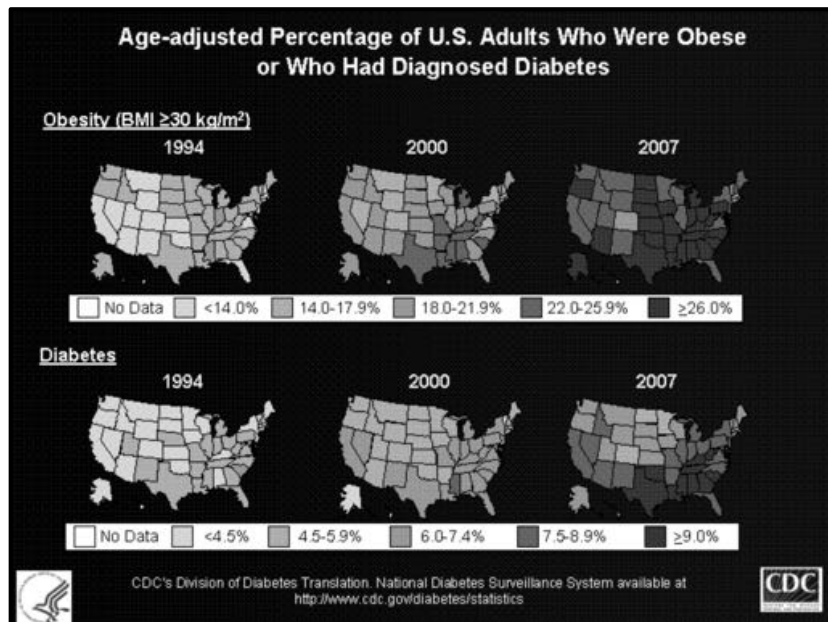 Age-adjusted Percentage of U.S. Adults Who Were Obese
or Who Had Diagnosed Diabetes
Obesity (BMI ≥30 kg/m²)
1994 2000 2007
No Data <14.0% 14.0-17.9% 18.0-21.9% 22.0-25.9% ≥26.0%
Diabetes
1994 2000 2007
No Data <4.5% 4.5-5.9% 6.0-7.4% 7.5-8.9% ≥9.0%
CDC's Division of Diabetes Translation. National Diabetes Surveillance System available at
http://www.cdc.gov/diabetes/statistics
CDC